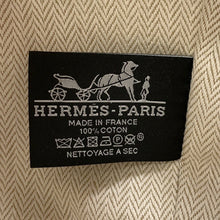 HERMES-PARIS
MADE IN FRANCE
100% COTON
NETTOYAGE A SEC